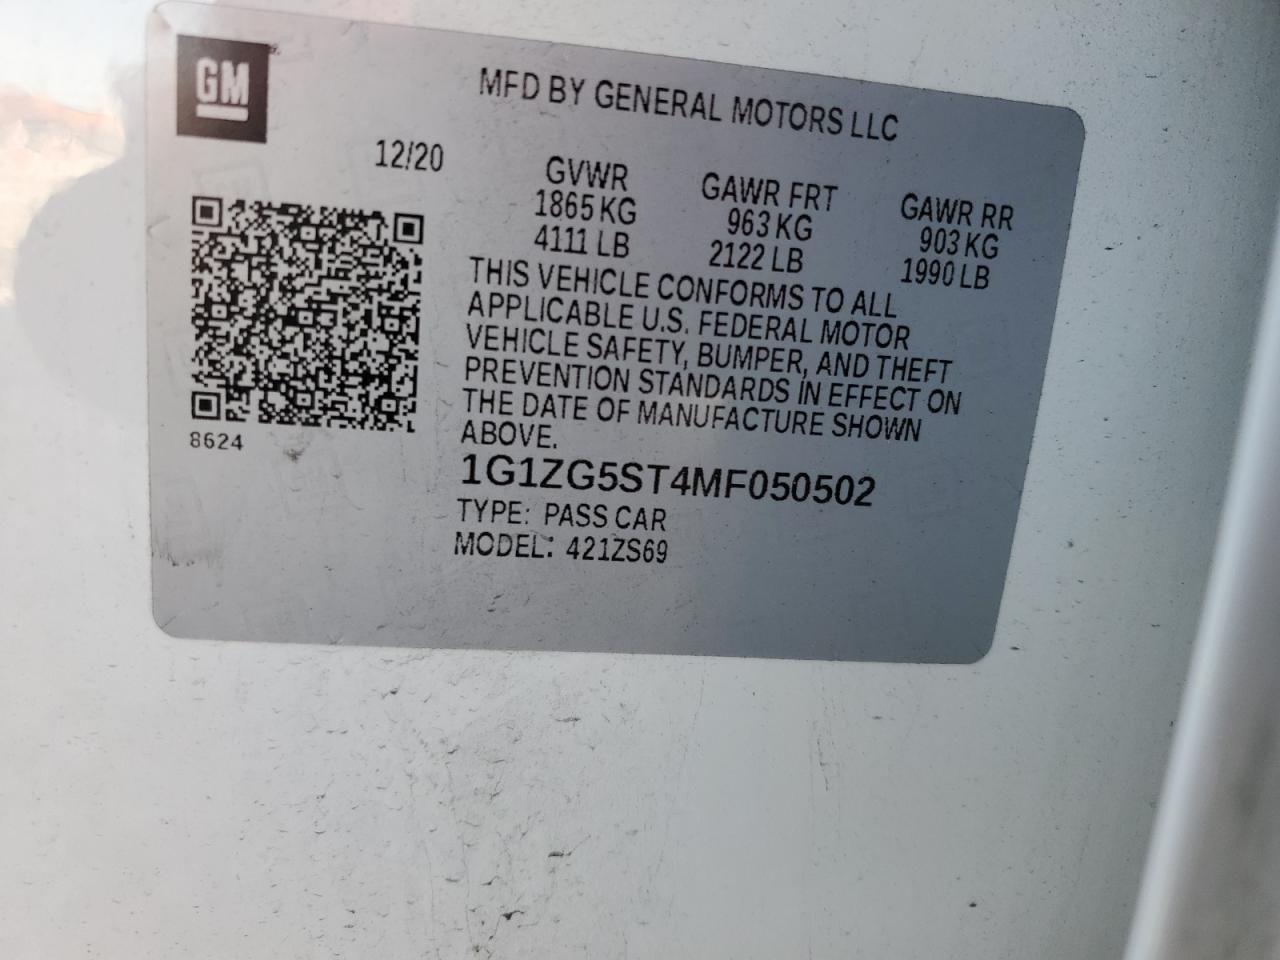 GM
MFD BY GENERAL MOTORS LLC
12/20
GVWR GAWR FRT GAWR RR
1865 KG 963 KG 903 KG
4111 LB 2122 LB 1990 LB
THIS VEHICLE CONFORMS TO ALL
APPLICABLE U.S. FEDERAL MOTOR
VEHICLE SAFETY, BUMPER, AND THEFT
PREVENTION STANDARDS IN EFFECT ON
THE DATE OF MANUFACTURE SHOWN
ABOVE.
8624
1G1ZG5ST4MF050502
TYPE: PASS CAR
MODEL: 421ZS69